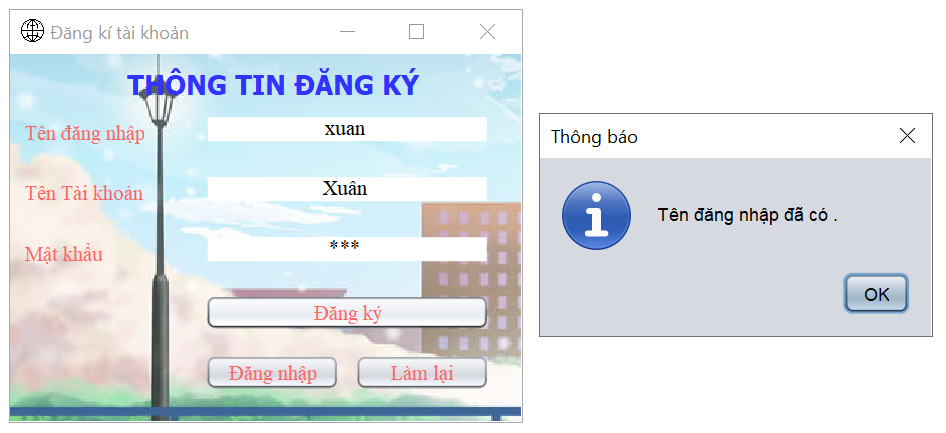 Đăng kí tài khoản
THÔNG TIN ĐĂNG KÝ
Tên đăng nhập xuan
Tên Tài khoản Xuân
Mật khẩu ***
Đăng ký
Đăng nhập Làm lại
Thông báo
Tên đăng nhập đã có .
OK